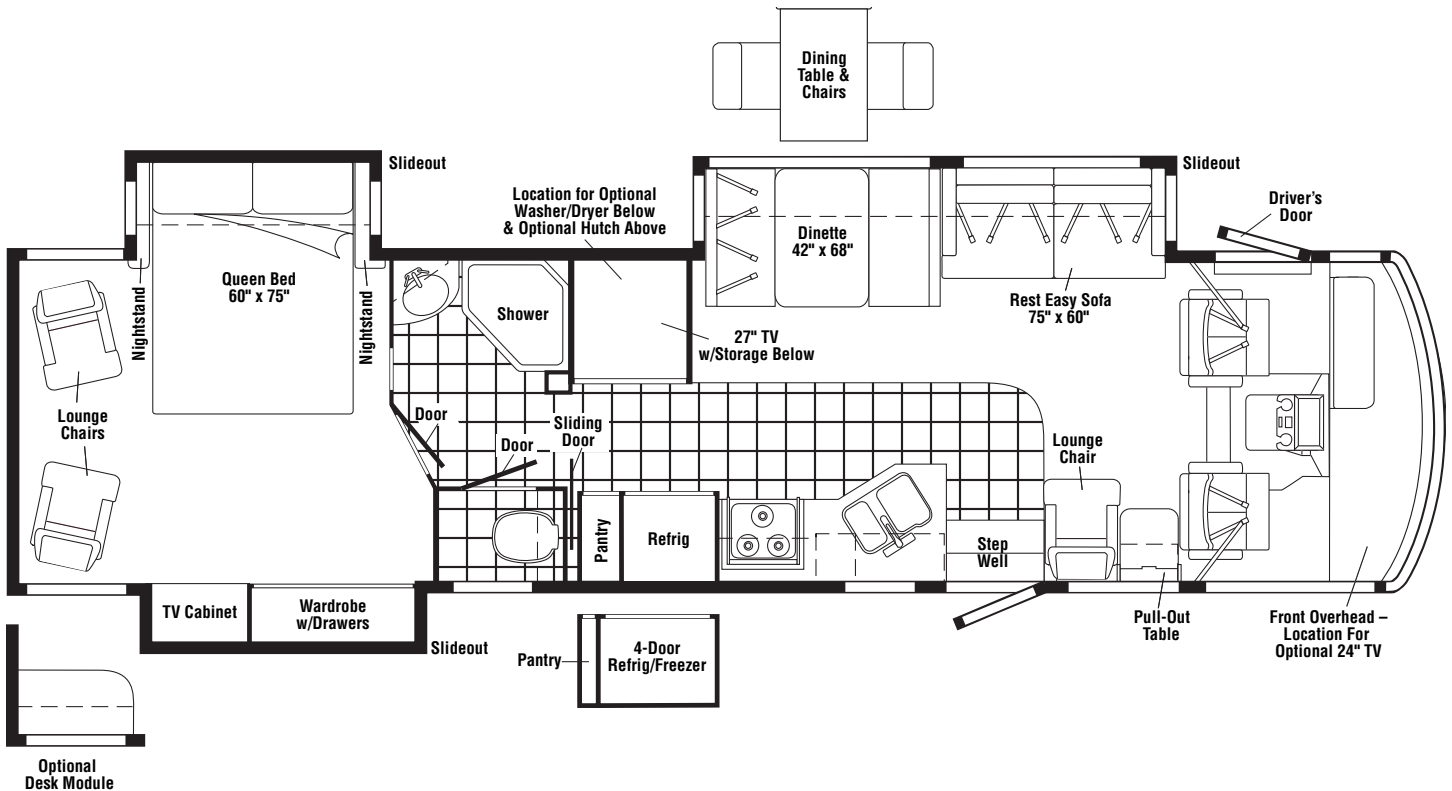 Dining
Table &
Chairs
Slideout
Location for Optional
Washer/Dryer Below
& Optional Hutch Above
Slideout
Driver's
Door
Queen Bed
60" x 75"
Nightstand
Nightstand
Shower
Dinette
42" x 68"
Rest Easy Sofa
75" x 60"
27" TV
w/Storage Below
Lounge
Chairs
Door
Door
Sliding
Door
Lounge
Chair
Pantry
Refrig
Step
Well
TV Cabinet
Wardrobe
w/Drawers
Slideout
Pantry
4-Door
Refrig/Freezer
Pull-Out
Table
Front Overhead –
Location For
Optional 24" TV
Optional
Desk Module